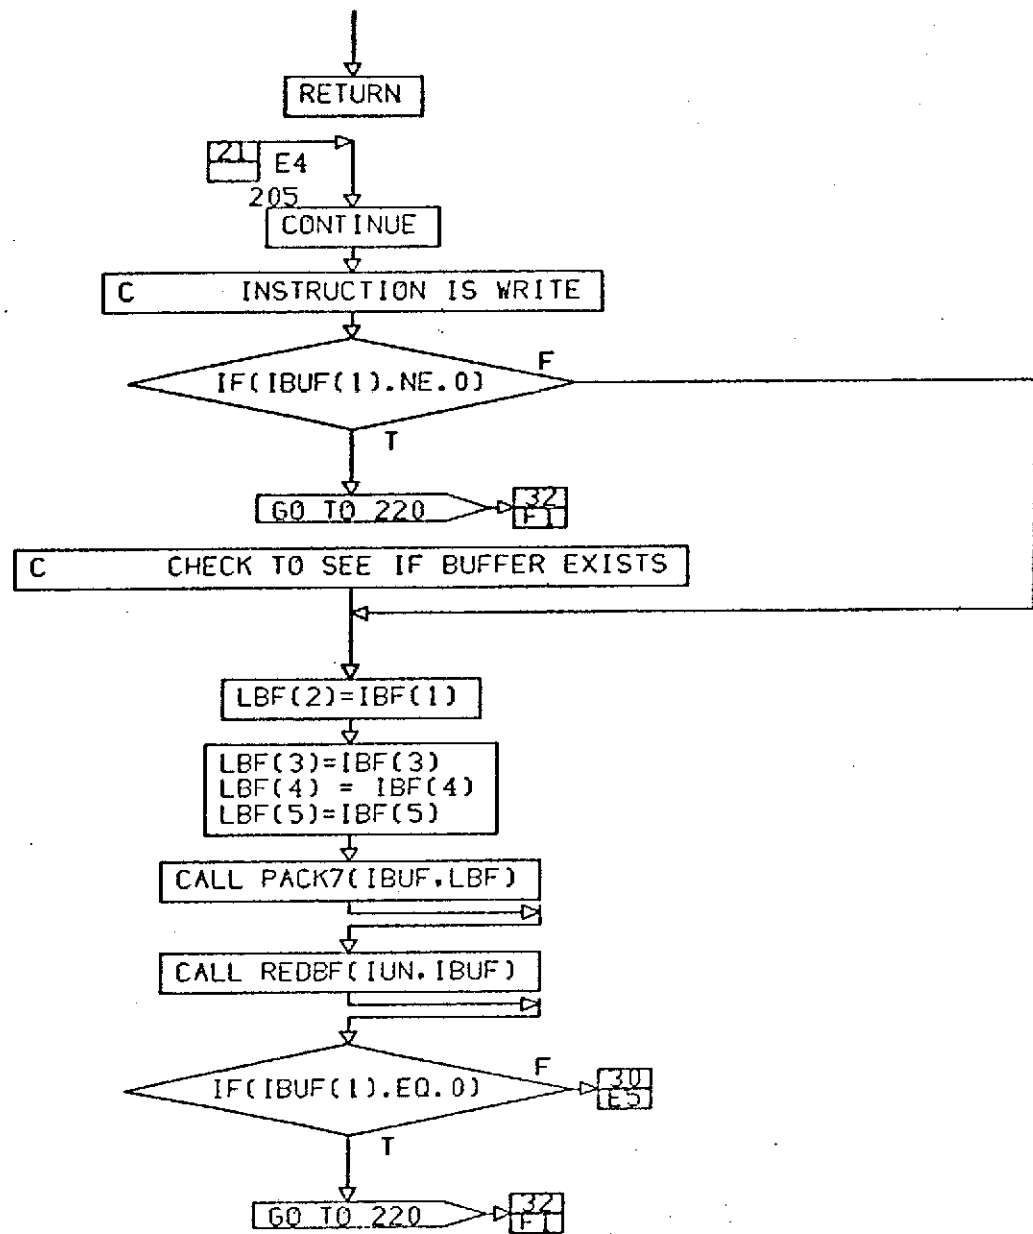 RETURN
21
E4
205
CONTINUE
C INSTRUCTION IS WRITE
F
IF(IBUF(1).NE.0)
T
GO TO 220
32
F1
C CHECK TO SEE IF BUFFER EXISTS
LBF(2)=IBF(1)
LBF(3)=IBF(3)
LBF(4) = IBF(4)
LBF(5)=IBF(5)
CALL PACK7(IBUF,LBF)
CALL REDBF(IUN,IBUF)
F
IF(IBUF(1).EQ.0)
30
E5
T
GO TO 220
32
F1